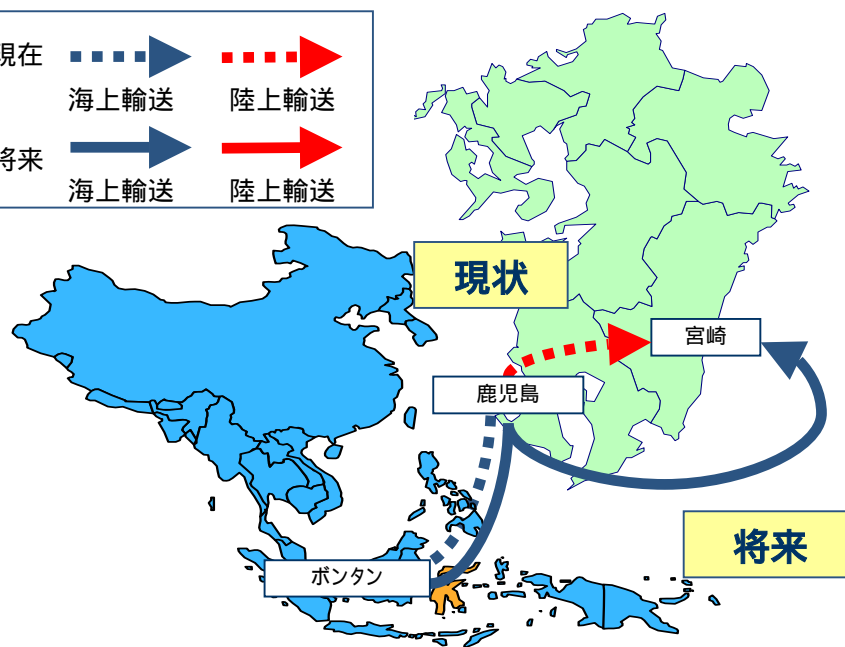 現在
海上輸送 陸上輸送
将来
海上輸送 陸上輸送
現状
宮崎
鹿児島
将来
ボンタン